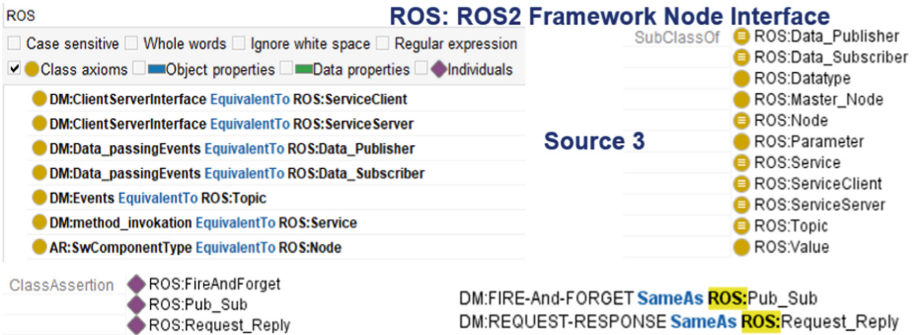 ROS
ROS: ROS2 Framework Node Interface
Case sensitive Whole words Ignore white space Regular expression
Class axioms Object properties Data properties Individuals
DM:ClientServerInterface EquivalentTo ROS:ServiceClient
DM:ClientServerInterface EquivalentTo ROS:ServiceServer
DM:Data_passingEvents EquivalentTo ROS:Data_Publisher
DM:Data_passingEvents EquivalentTo ROS:Data_Subscriber
DM:Events EquivalentTo ROS:Topic
DM:method_invokation EquivalentTo ROS:Service
AR:SwComponentType EquivalentTo ROS:Node
Source 3
SubClassOf ROS:Data_Publisher
ROS:Data_Subscriber
ROS:Datatype
ROS:Master_Node
ROS:Node
ROS:Parameter
ROS:Service
ROS:ServiceClient
ROS:ServiceServer
ROS:Topic
ROS:Value
ClassAssertion ROS:FireAndForget
ROS:Pub_Sub
ROS:Request_Reply
DM:FIRE-And-FORGET SameAs ROS:Pub_Sub
DM:REQUEST-RESPONSE SameAs ROS:Request_Reply